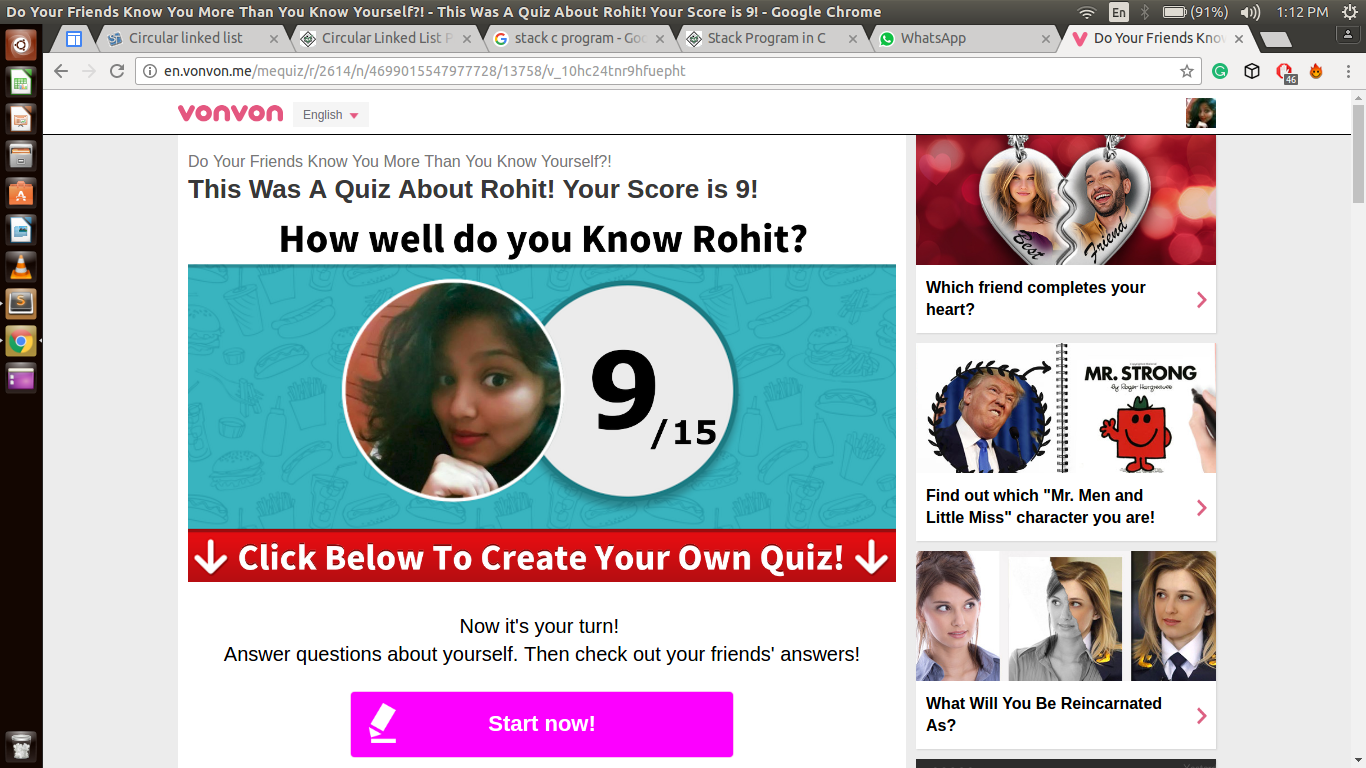 Do Your Friends Know You More Than You Know Yourself?! - This Was A Quiz About Rohit! Your Score is 9! - Google Chrome
En
(91%)
1:12 PM
Circular linked list
Circular Linked List P
stack c program - Goo
Stack Program in C
WhatsApp
Do Your Friends Know
en.vonvon.me/mequiz/r/2614/n/4699015547977728/13758/v_10hc24tnr9hfuepht
46
vonvon
English
Do Your Friends Know You More Than You Know Yourself?!
This Was A Quiz About Rohit! Your Score is 9!
How well do you Know Rohit?
9
/15
Click Below To Create Your Own Quiz!
Now it's your turn!
Answer questions about yourself. Then check out your friends' answers!
Start now!
Best
Friend
Which friend completes your
heart?
MR. STRONG
By Roger Hargreaves
Find out which "Mr. Men and
Little Miss" character you are!
What Will You Be Reincarnated
As?